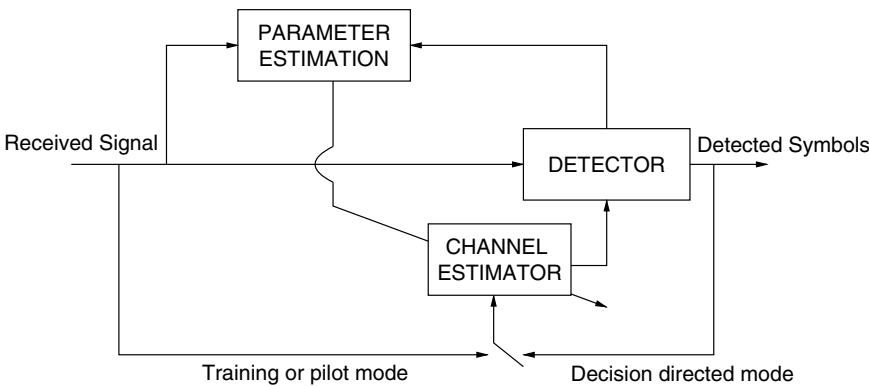 PARAMETER
ESTIMATION
Received Signal
DETECTOR
Detected Symbols
CHANNEL
ESTIMATOR
Training or pilot mode
Decision directed mode